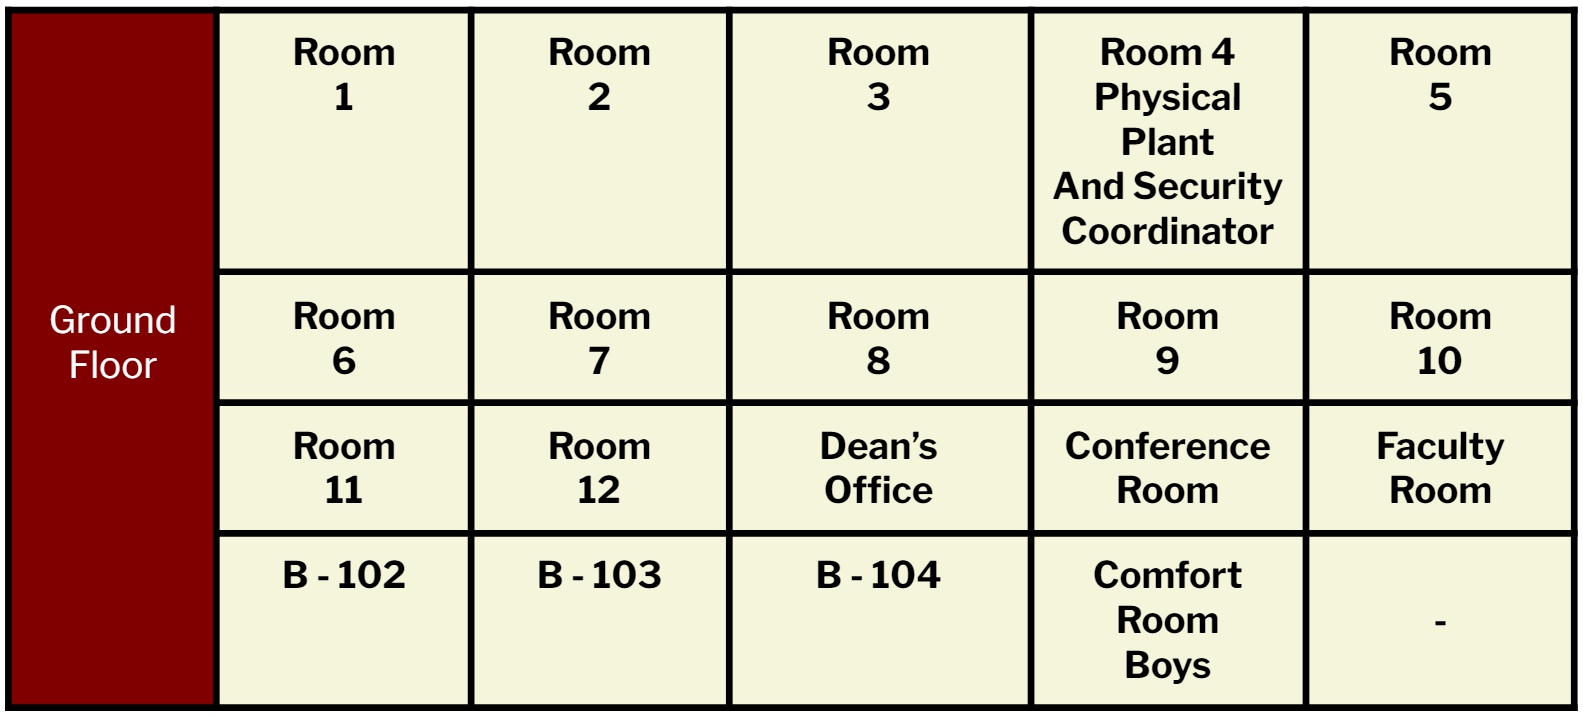 Ground
Floor
Room
1
Room
2
Room
3
Room 4
Physical
Plant
And Security
Coordinator
Room
5
Room
6
Room
7
Room
8
Room
9
Room
10
Room
11
Room
12
Dean’s
Office
Conference
Room
Faculty
Room
B - 102
B - 103
B - 104
Comfort
Room
Boys
-